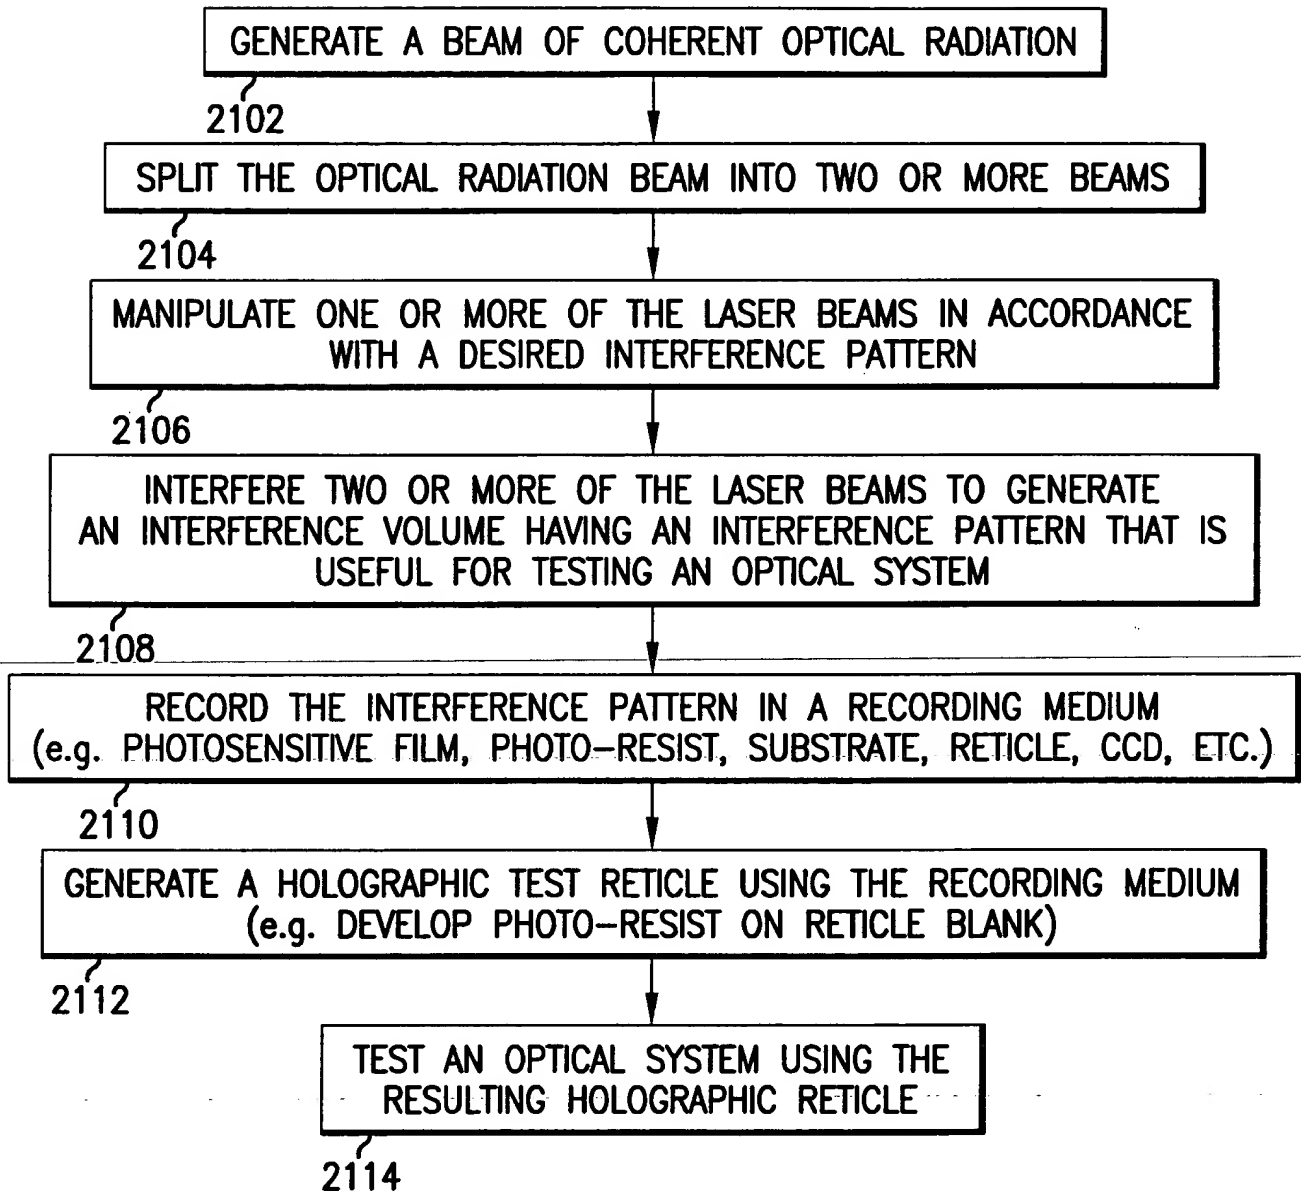 GENERATE A BEAM OF COHERENT OPTICAL RADIATION
2102
SPLIT THE OPTICAL RADIATION BEAM INTO TWO OR MORE BEAMS
2104
MANIPULATE ONE OR MORE OF THE LASER BEAMS IN ACCORDANCE
WITH A DESIRED INTERFERENCE PATTERN
2106
INTERFERE TWO OR MORE OF THE LASER BEAMS TO GENERATE
AN INTERFERENCE VOLUME HAVING AN INTERFERENCE PATTERN THAT IS
USEFUL FOR TESTING AN OPTICAL SYSTEM
2108
RECORD THE INTERFERENCE PATTERN IN A RECORDING MEDIUM
(e.g. PHOTOSENSITIVE FILM, PHOTO-RESIST, SUBSTRATE, RETICLE, CCD, ETC.)
2110
GENERATE A HOLOGRAPHIC TEST RETICLE USING THE RECORDING MEDIUM
(e.g. DEVELOP PHOTO-RESIST ON RETICLE BLANK)
2112
TEST AN OPTICAL SYSTEM USING THE
RESULTING HOLOGRAPHIC RETICLE
2114